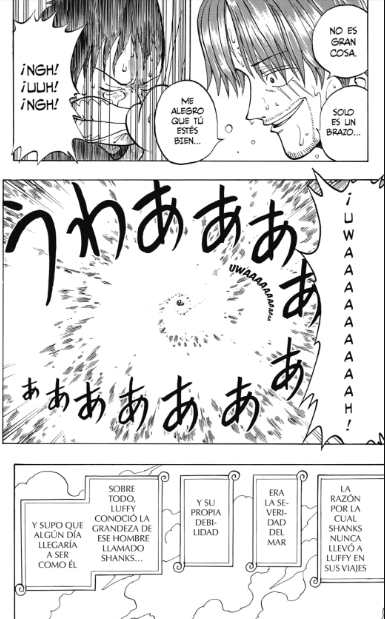 NO ES
GRAN
COSA.
SOLO
ES UN
BRAZO...
ME
ALEGRO
QUE TÚ
ESTÉS
BIEN...
¡NGH!
¡UUH!
¡NGH!
¡UWAAAAAAAAAH!
うわあああああああああああ
UWAAAAAAAAAAA
LA
RAZÓN
POR LA
CUAL
SHANKS
NUNCA
LLEVÓ A
LUFFY EN
SUS VIAJES
ERA
LA SE-
VERI-
DAD
DEL
MAR
Y SU
PROPIA
DEBI-
LIDAD
SOBRE
TODO,
LUFFY
CONOCIÓ LA
GRANDEZA DE
ESE HOMBRE
LLAMADO
SHANKS...
Y SUPO QUE
ALGÚN DÍA
LLEGARÍA
A SER
COMO ÉL